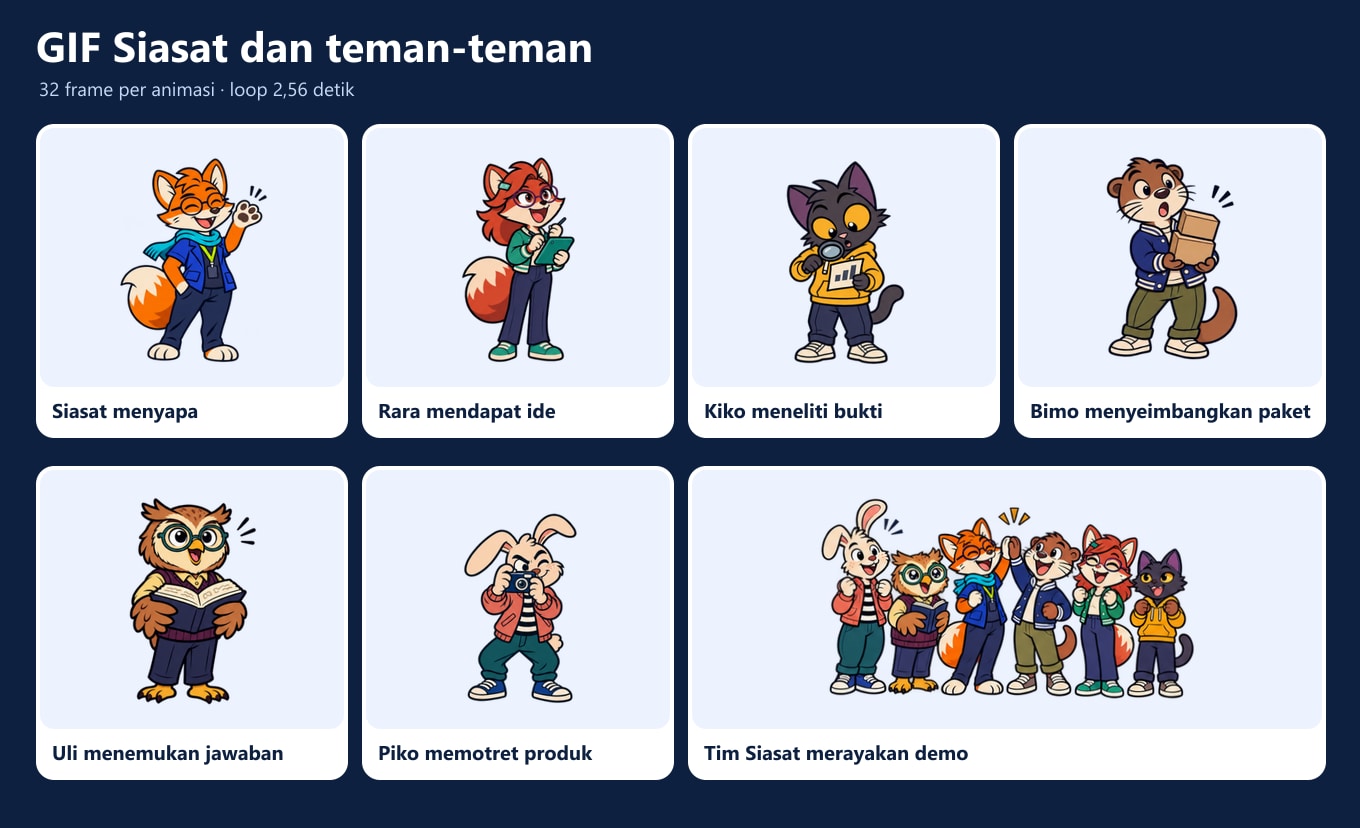 GIF Siasat dan teman-teman
32 frame per animasi · loop 2,56 detik
Siasat menyapa
Rara mendapat ide
Kiko meneliti bukti
Bimo menyeimbangkan paket
Uli menemukan jawaban
Piko memotret produk
Tim Siasat merayakan demo